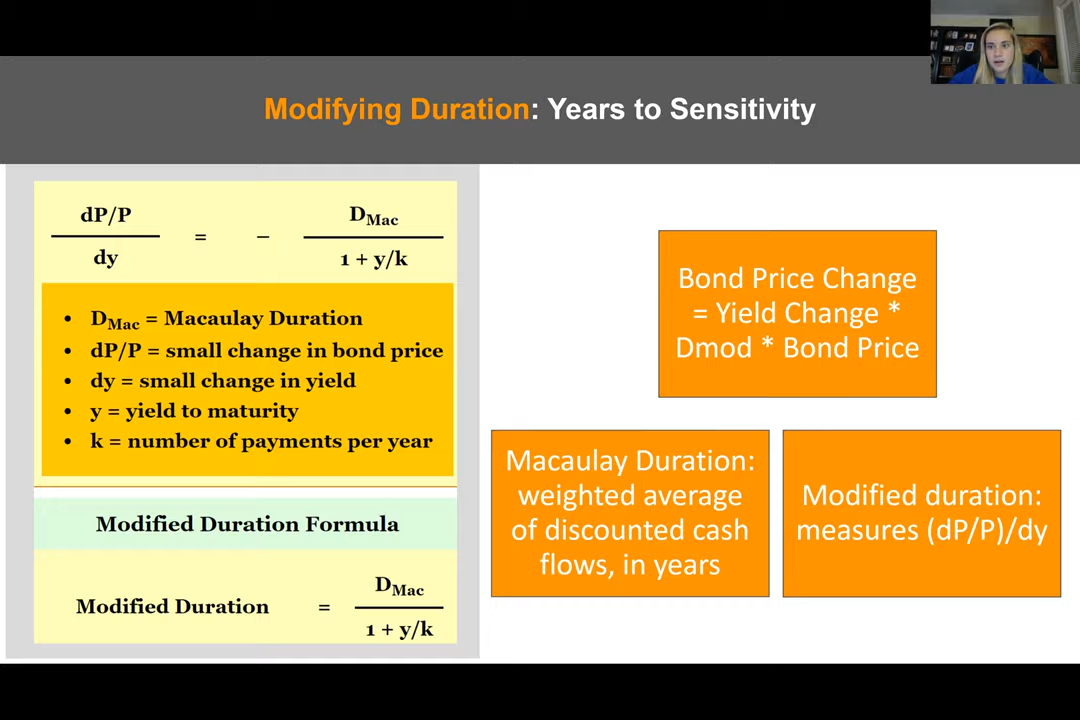 Modifying Duration: Years to Sensitivity
dP/P
dy
= –
DMac
1 + y/k
• DMac = Macaulay Duration
• dP/P = small change in bond price
• dy = small change in yield
• y = yield to maturity
• k = number of payments per year
Modified Duration Formula
Modified Duration =
DMac
1 + y/k
Bond Price Change
= Yield Change *
Dmod * Bond Price
Macaulay Duration:
weighted average
of discounted cash
flows, in years
Modified duration:
measures (dP/P)/dy